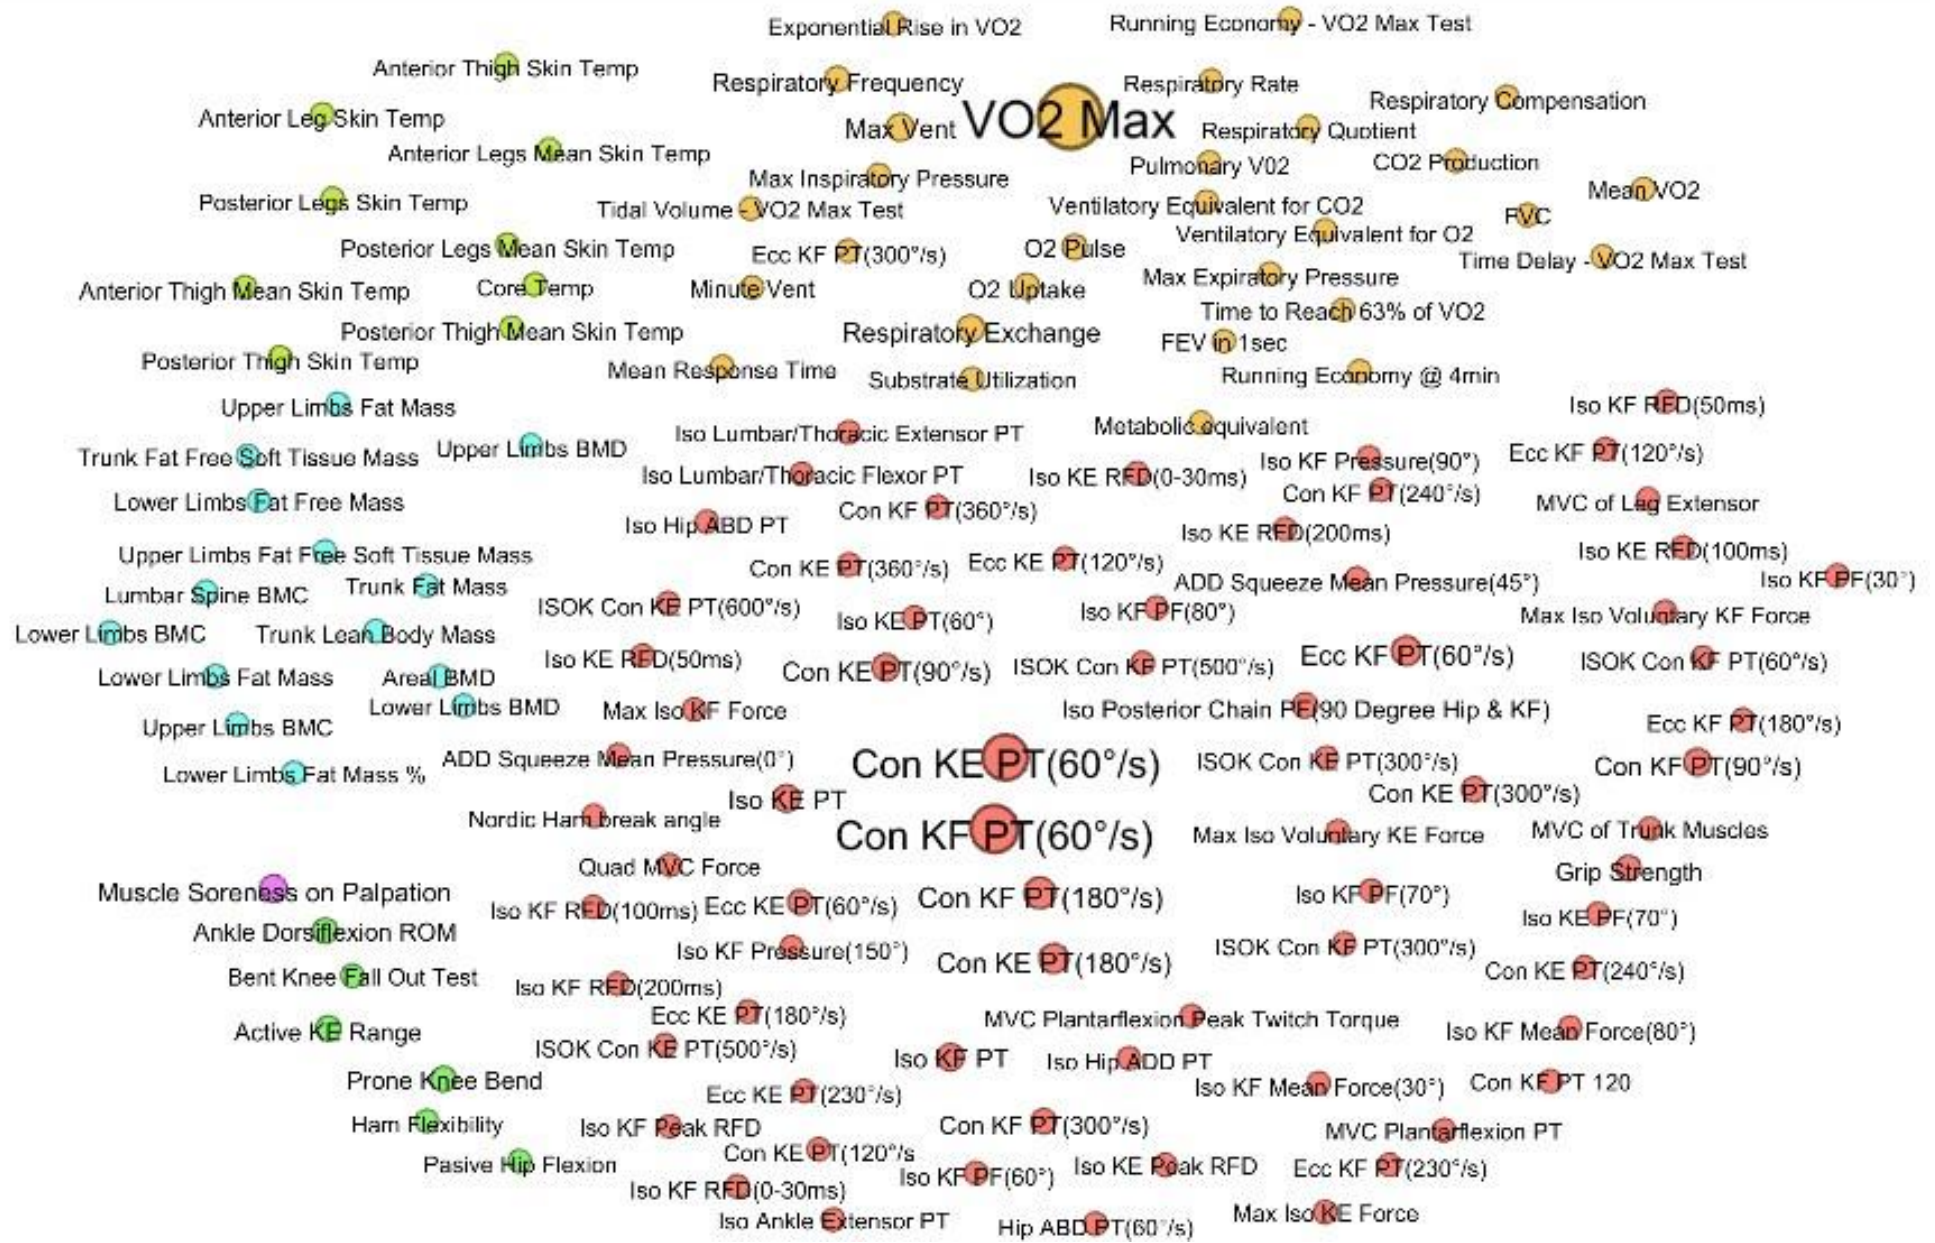 Exponential Rise in VO2
Running Economy - VO2 Max Test
Anterior Thigh Skin Temp
Respiratory Frequency
Respiratory Rate
Respiratory Compensation
Anterior Leg Skin Temp
Max Vent
VO2 Max
Respiratory Quotient
Anterior Legs Mean Skin Temp
Pulmonary V02
CO2 Production
Max Inspiratory Pressure
Mean VO2
Posterior Legs Skin Temp
Tidal Volume - VO2 Max Test
Ventilatory Equivalent for CO2
FVC
Ventilatory Equivalent for O2
Posterior Legs Mean Skin Temp
Ecc KF PT(300°/s)
O2 Pulse
Time Delay - VO2 Max Test
Max Expiratory Pressure
Anterior Thigh Mean Skin Temp
Core Temp
Minute Vent
O2 Uptake
Time to Reach 63% of VO2
Posterior Thigh Mean Skin Temp
Respiratory Exchange
FEV in 1sec
Posterior Thigh Skin Temp
Mean Response Time
Substrate Utilization
Running Economy @ 4min
Upper Limbs Fat Mass
Iso KF RFD(50ms)
Metabolic equivalent
Iso Lumbar/Thoracic Extensor PT
Upper Limbs BMD
Trunk Fat Free Soft Tissue Mass
Iso KF Pressure(90°)
Ecc KF PT(120°/s)
Iso Lumbar/Thoracic Flexor PT
Iso KE RFD(0-30ms)
Con KF PT(240°/s)
Lower Limbs Fat Free Mass
Con KF PT(360°/s)
MVC of Leg Extensor
Iso Hip ABD PT
Iso KE RFD(200ms)
Upper Limbs Fat Free Soft Tissue Mass
Iso KE RFD(100ms)
Con KE PT(360°/s)
Ecc KE PT(120°/s)
ADD Squeeze Mean Pressure(45°)
Iso KF PF(30°)
Lumbar Spine BMC
Trunk Fat Mass
ISOK Con KE PT(600°/s)
Iso KE PT(60°)
Iso KF PF(80°)
Max Iso Voluntary KF Force
Lower Limbs BMC
Trunk Lean Body Mass
Iso KE RFD(50ms)
Con KE PT(90°/s)
ISOK Con KF PT(500°/s)
Ecc KF PT(60°/s)
ISOK Con KF PT(60°/s)
Lower Limbs Fat Mass
Areal BMD
Lower Limbs BMD
Max Iso KF Force
Iso Posterior Chain PF(90 Degree Hip & KF)
Upper Limbs BMC
Ecc KF PT(180°/s)
ADD Squeeze Mean Pressure(0°)
Con KE PT(60°/s)
ISOK Con KE PT(300°/s)
Con KF PT(90°/s)
Lower Limbs Fat Mass %
Iso KE PT
Con KE PT(300°/s)
Nordic Ham break angle
Con KF PT(60°/s)
Max Iso Voluntary KE Force
MVC of Trunk Muscles
Quad MVC Force
Grip Strength
Muscle Soreness on Palpation
Iso KF RFD(100ms)
Ecc KE PT(60°/s)
Con KF PT(180°/s)
Iso KF PF(70°)
Iso KE PF(70°)
Ankle Dorsiflexion ROM
Iso KF Pressure(150°)
Con KE PT(180°/s)
ISOK Con KF PT(300°/s)
Con KE PT(240°/s)
Bent Knee Fall Out Test
Iso KF RFD(200ms)
Ecc KE PT(180°/s)
MVC Plantarflexion Peak Twitch Torque
Active KE Range
Iso KF Mean Force(80°)
ISOK Con KE PT(500°/s)
Iso KF PT
Iso Hip ADD PT
Prone Knee Bend
Iso KF Mean Force(30°)
Con KF PT 120
Ecc KE PT(230°/s)
Ham Flexibility
Iso KF Peak RFD
Con KF PT(300°/s)
MVC Plantarflexion PT
Con KE PT(120°/s
Pasive Hip Flexion
Iso KF PF(60°)
Iso KE Peak RFD
Ecc KF PT(230°/s)
Iso KF RFD(0-30ms)
Iso Ankle Extensor PT
Hip ABD PT(60°/s)
Max Iso KE Force